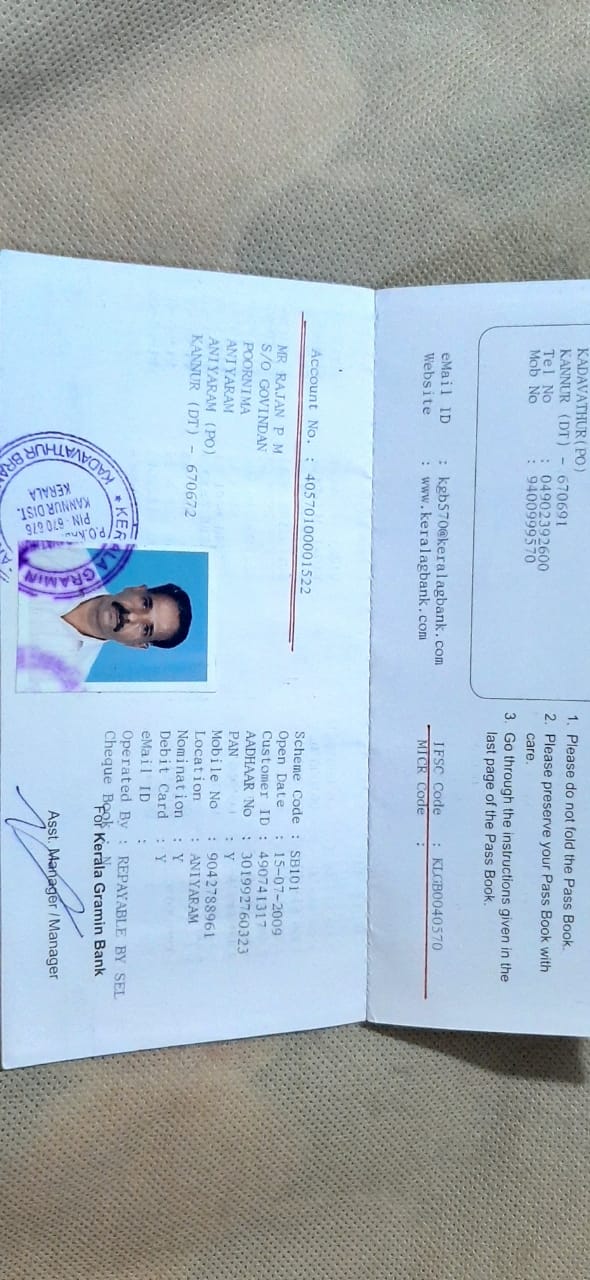 KADAVATHUR(PO)
KANNUR (DT) - 670691
Tel No : 04902392600
Mob No : 9400999570
eMail ID : kgb570@keralagbank.com
Website : www.keralagbank.com
1. Please do not fold the Pass Book.
2. Please preserve your Pass Book with
care.
3. Go through the instructions given in the
last page of the Pass Book.
IFSC Code : KLGB0040570
MICR Code :
Account No. : 40570100001522
MR RAJAN P M
S/O GOVINDAN
POORNIMA
ANIYARAM
ANIYARAM (PO)
KANNUR (DT) - 670672
Scheme Code : SB101
Open Date : 15-07-2009
Customer ID : 490741317
AADHAAR No : 301992760323
PAN : Y
Mobile No : 9042788961
Location : ANIYARAM
Nomination : Y
Debit Card : Y
eMail ID :
Operated By : REPAYABLE BY SEL
Cheque Book : N
For Kerala Gramin Bank
Asst. Manager / Manager
KERALA GRAMIN
KADAVATHUR
PIN
KANNUR DIST.
KERALA